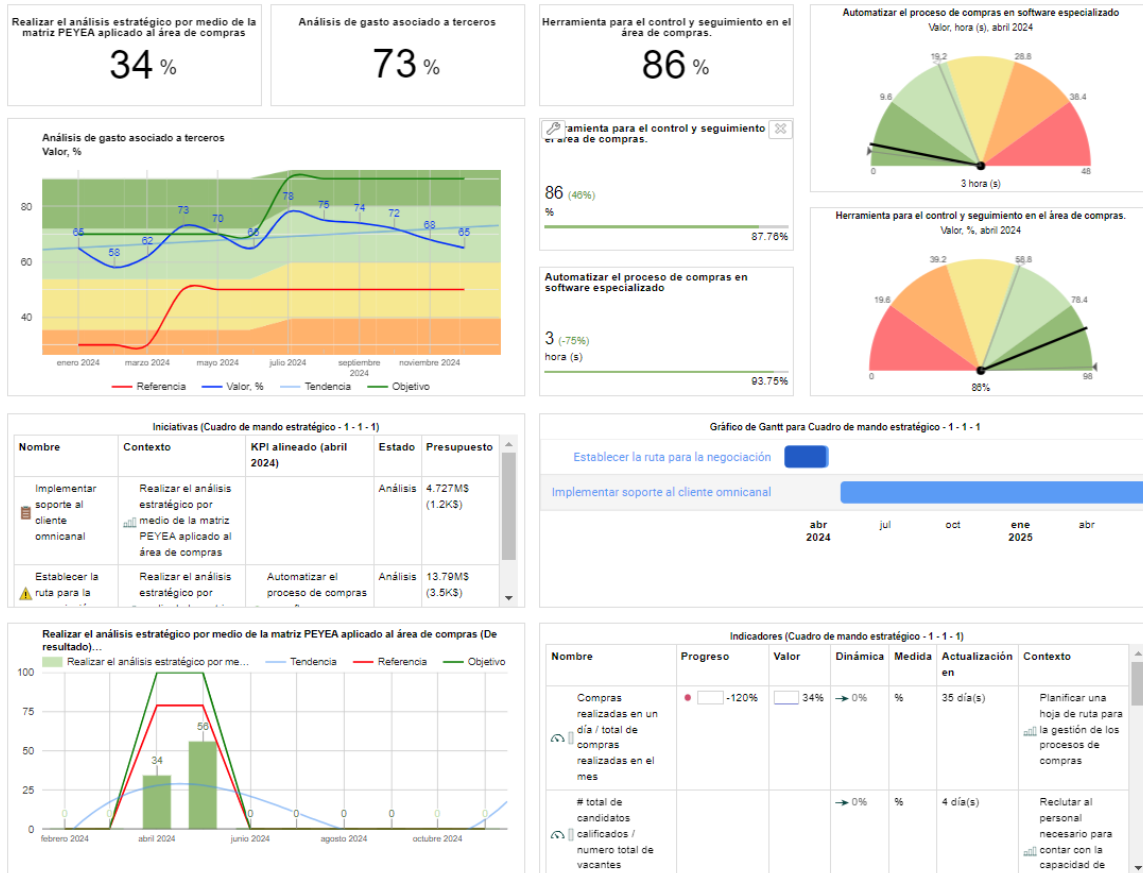 Realizar el análisis estratégico por medio de la
matriz PEYEA aplicado al área de compras
34 %
Análisis de gasto asociado a terceros
73 %
Herramienta para el control y seguimiento en el
área de compras.
86 %
Automatizar el proceso de compras en software especializado
Valor, hora (s), abril 2024
0
9.6
19.2
28.8
38.4
48
3 hora (s)
Análisis de gasto asociado a terceros
Valor, %
80
60
40
65
58
62
73
70
65
78
75
74
72
68
65
enero 2024
marzo 2024
mayo 2024
julio 2024
septiembre
2024
noviembre 2024
Referencia
Valor, %
Tendencia
Objetivo
ramienta para el control y seguimiento
el área de compras.
86 (46%)
%
87.76%
Automatizar el proceso de compras en
software especializado
3 (-75%)
hora (s)
93.75%
Herramienta para el control y seguimiento en el área de compras.
Valor, %, abril 2024
0
19.6
39.2
58.8
78.4
98
86%
Iniciativas (Cuadro de mando estratégico - 1 - 1 - 1)
Nombre
Contexto
KPI alineado (abril
2024)
Estado
Presupuesto
Implementar
soporte al
cliente
omnicanal
Realizar el análisis
estratégico por
medio de la matriz
PEYEA aplicado al
área de compras
Análisis
4.727M$
(1.2K$)
Establecer la
ruta para la
Realizar el análisis
estratégico por
Automatizar el
proceso de compras
Análisis
13.79M$
(3.5K$)
Gráfico de Gantt para Cuadro de mando estratégico - 1 - 1 - 1
Establecer la ruta para la negociación
Implementar soporte al cliente omnicanal
abr
2024
jul
oct
ene
2025
abr
Realizar el análisis estratégico por medio de la matriz PEYEA aplicado al área de compras (De
resultado)...
Realizar el análisis estratégico por me...
Tendencia
Referencia
Objetivo
100
75
50
25
0
0
0
34
56
0
0
0
0
0
0
febrero 2024
abril 2024
junio 2024
agosto 2024
octubre 2024
Indicadores (Cuadro de mando estratégico - 1 - 1 - 1)
Nombre
Progreso
Valor
Dinámica
Medida
Actualización
en
Contexto
Compras
realizadas en un
día / total de
compras
realizadas en el
mes
-120%
34%
0%
%
35 día(s)
Planificar una
hoja de ruta para
la gestión de los
procesos de
compras
# total de
candidatos
calificados /
numero total de
vacantes
0%
%
4 día(s)
Reclutar al
personal
necesario para
contar con la
capacidad de